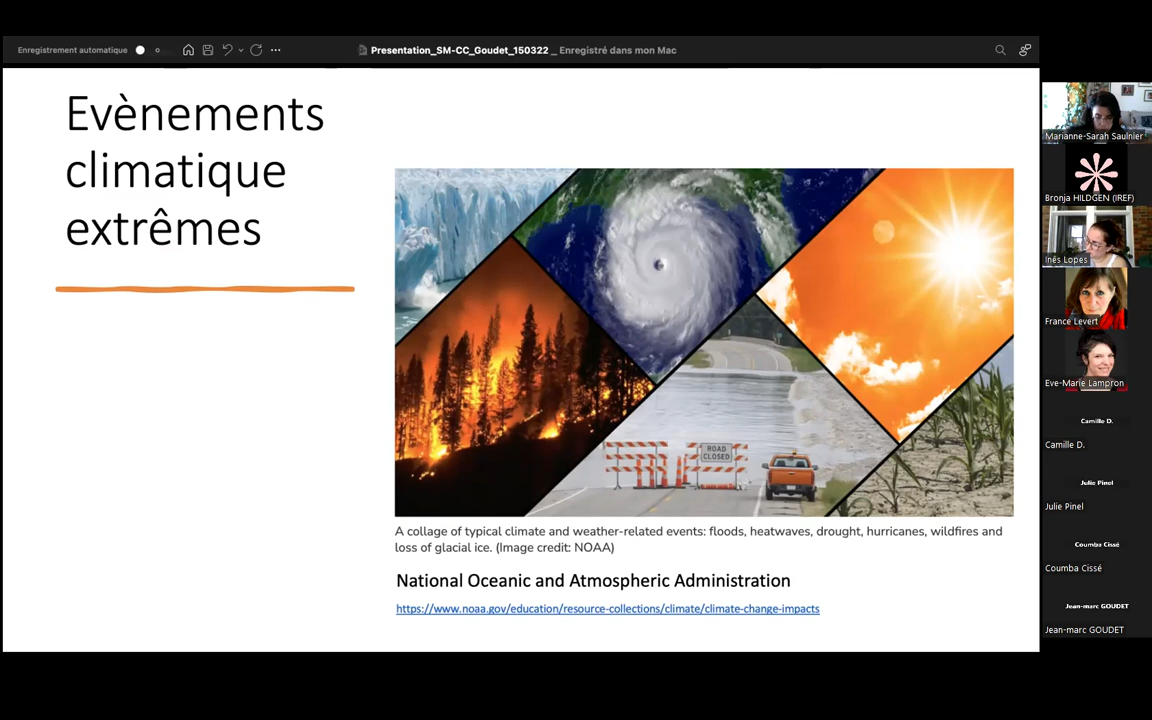 Enregistrement automatique
Presentation_SM-CC_Goudet_150322 _ Enregistré dans mon Mac
Evènements
climatique
extrêmes
ROAD
CLOSED
A collage of typical climate and weather-related events: floods, heatwaves, drought, hurricanes, wildfires and
loss of glacial ice. (Image credit: NOAA)
National Oceanic and Atmospheric Administration
https://www.noaa.gov/education/resource-collections/climate/climate-change-impacts
Marianne-Sarah Saulnier
Bronja HILDGEN (IREF)
Inés Lopes
France Levert
Eve-Marie Lampron
Camille D.
Camille D.
Julie Pinel
Julie Pinel
Coumba Cissé
Coumba Cissé
Jean-marc GOUDET
Jean-marc GOUDET